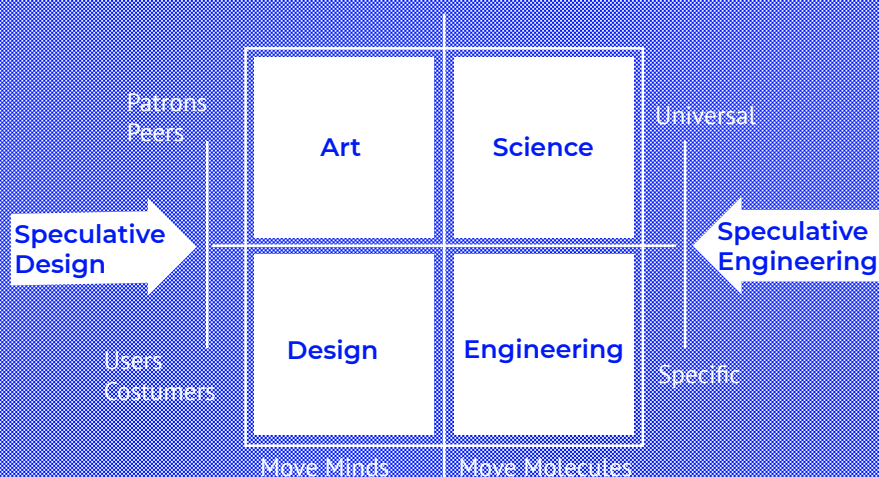 Patrons
Peers
Art
Science
Universal
Speculative
Design
Speculative
Engineering
Users
Costumers
Design
Engineering
Specific
Move Minds
Move Molecules